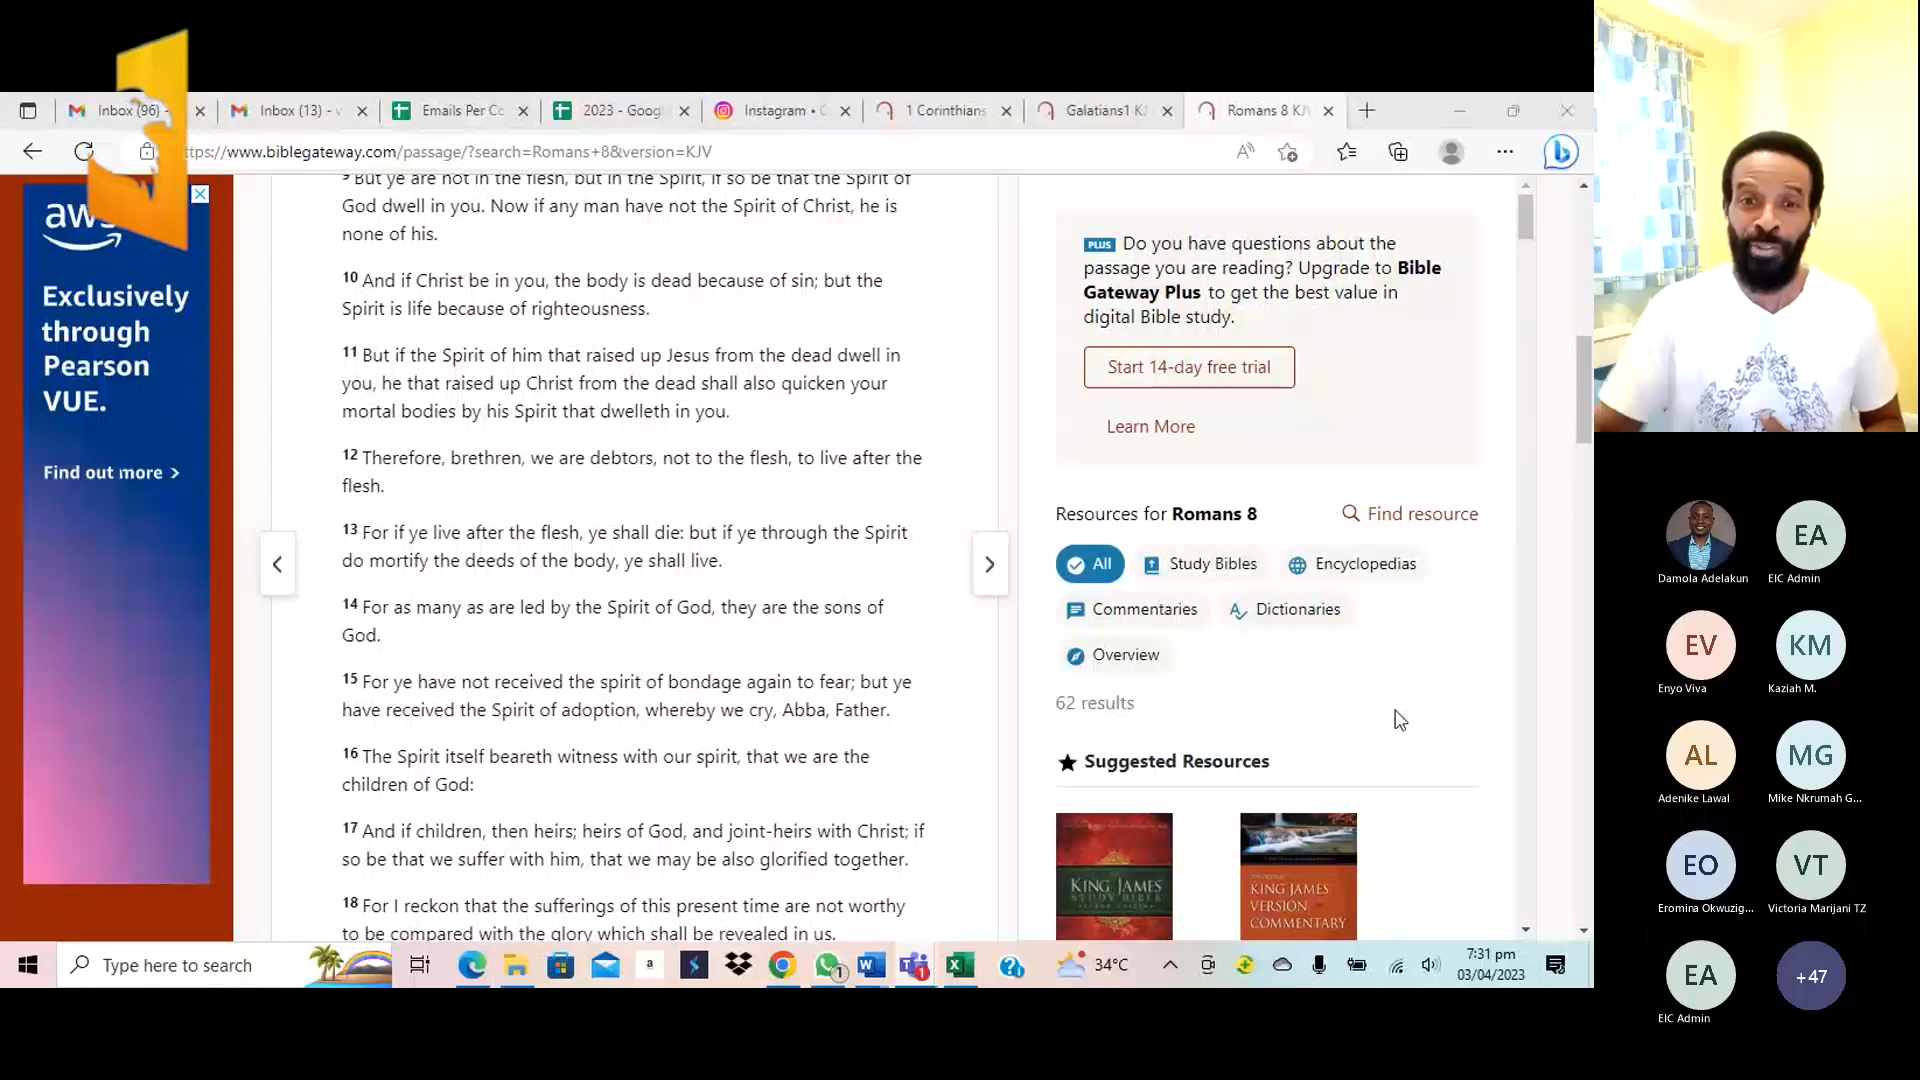 Inbox (96) -
Inbox (13) - v
Emails Per Cc
2023 - Goog
Instagram • C
1 Corinthians
Galatians1 KJ
Romans 8 KJV
ttps://www.biblegateway.com/passage/?search=Romans+8&version=KJV
aws
Exclusively
through
Pearson
VUE.
Find out more >
9 But ye are not in the flesh, but in the Spirit, if so be that the Spirit of
God dwell in you. Now if any man have not the Spirit of Christ, he is
none of his.
10 And if Christ be in you, the body is dead because of sin; but the
Spirit is life because of righteousness.
11 But if the Spirit of him that raised up Jesus from the dead dwell in
you, he that raised up Christ from the dead shall also quicken your
mortal bodies by his Spirit that dwelleth in you.
12 Therefore, brethren, we are debtors, not to the flesh, to live after the
flesh.
13 For if ye live after the flesh, ye shall die: but if ye through the Spirit
do mortify the deeds of the body, ye shall live.
14 For as many as are led by the Spirit of God, they are the sons of
God.
15 For ye have not received the spirit of bondage again to fear; but ye
have received the Spirit of adoption, whereby we cry, Abba, Father.
16 The Spirit itself beareth witness with our spirit, that we are the
children of God:
17 And if children, then heirs; heirs of God, and joint-heirs with Christ; if
so be that we suffer with him, that we may be also glorified together.
18 For I reckon that the sufferings of this present time are not worthy
to be compared with the glory which shall be revealed in us.
PLUS Do you have questions about the
passage you are reading? Upgrade to Bible
Gateway Plus to get the best value in
digital Bible study.
Start 14-day free trial
Learn More
Resources for Romans 8
Find resource
All
Study Bibles
Encyclopedias
Commentaries
Dictionaries
Overview
62 results
Suggested Resources
KING JAMES
STUDY BIBLE
KING JAMES
VERSION
COMMENTARY
Damola Adelakun
EA
EIC Admin
EV
Enyo Viva
KM
Kaziah M.
AL
Adenike Lawal
MG
Mike Nkrumah G...
EO
Eromina Okwuzig...
VT
Victoria Marijani TZ
EA
EIC Admin
+47
Type here to search
34°C
7:31 pm
03/04/2023